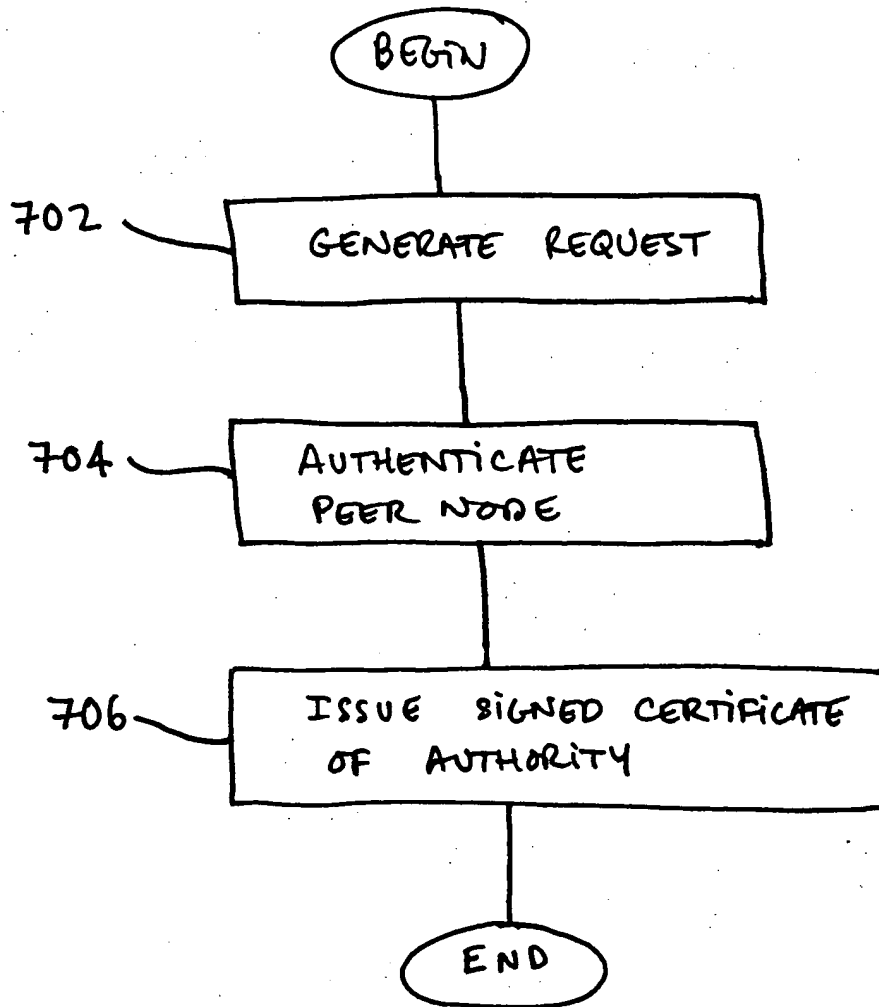 BEGIN
702
GENERATE REQUEST
704
AUTHENTICATE
PEER NODE
706
ISSUE SIGNED CERTIFICATE
OF AUTHORITY
END